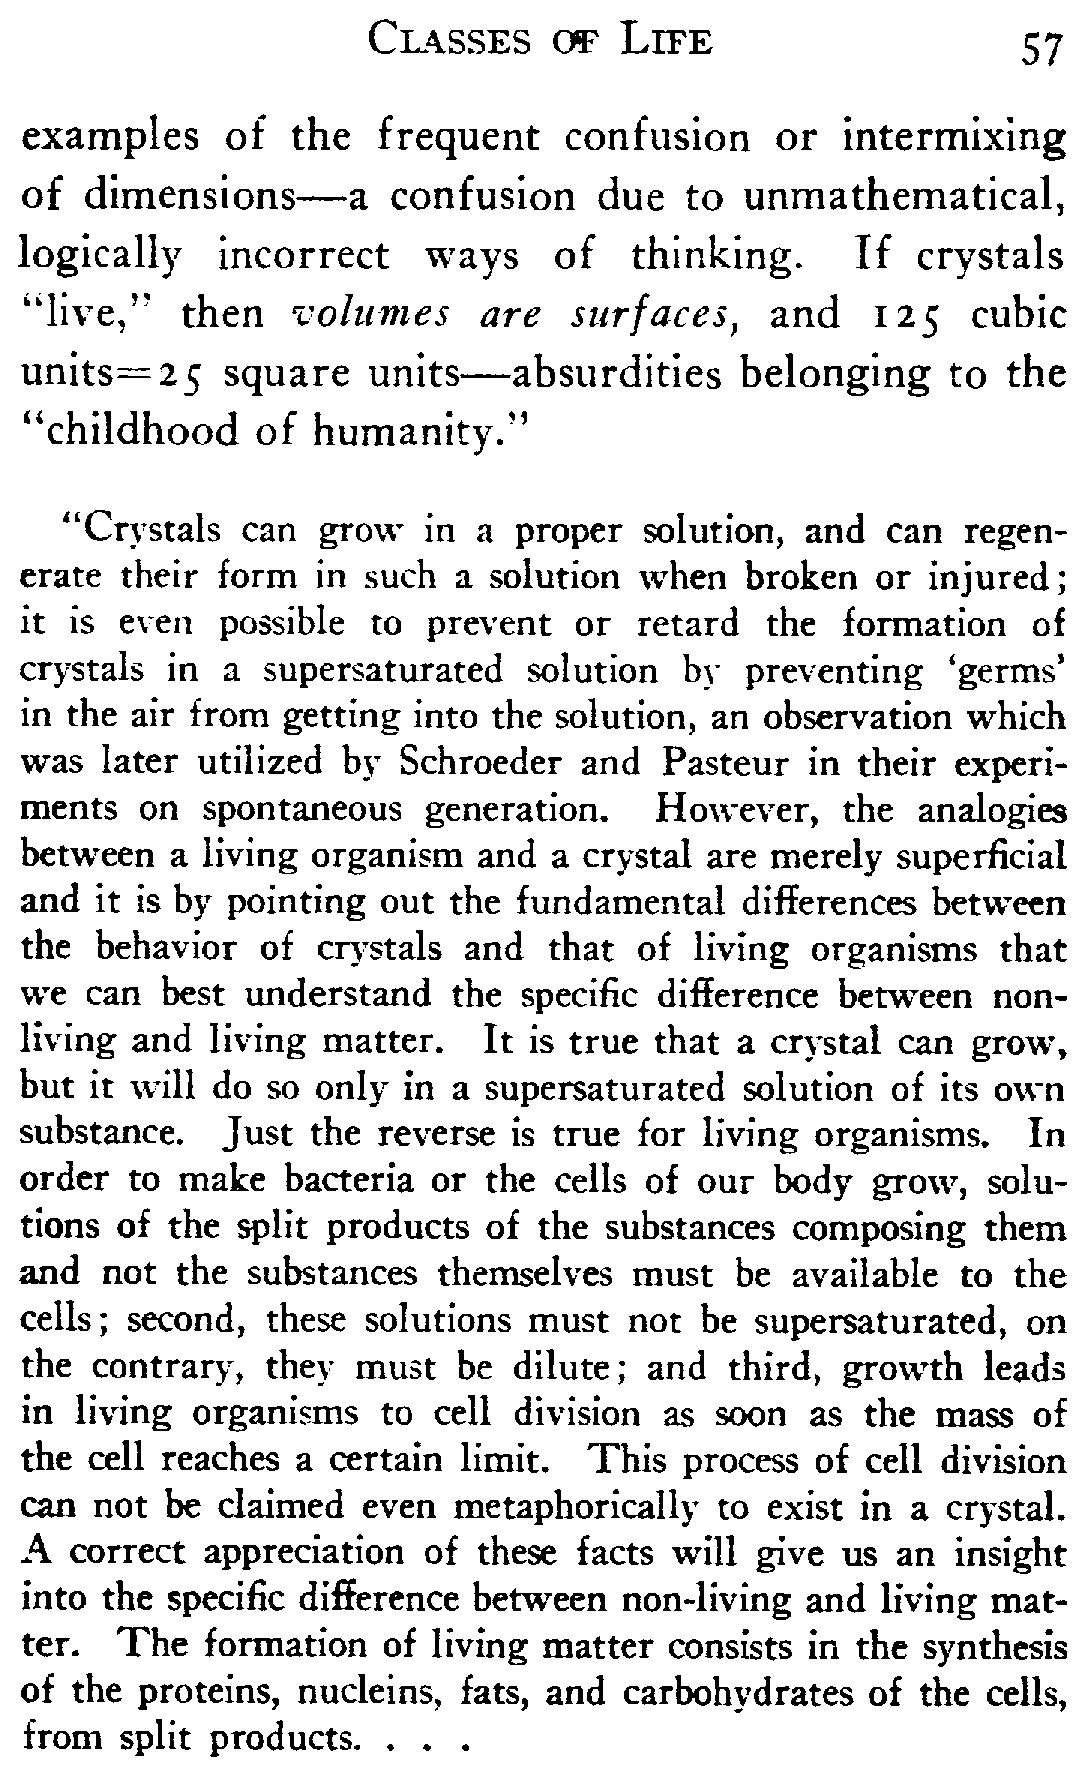 Classes of Life 57
examples of the frequent confusion or intermixing
of dimensions—a confusion due to unmathematical,
logically incorrect ways of thinking. If crystals
“live,” then volumes are surfaces, and 125 cubic
units=25 square units—absurdities belonging to the
“childhood of humanity.”
“Crystals can grow in a proper solution, and can regen-
erate their form in such a solution when broken or injured;
it is even possible to prevent or retard the formation of
crystals in a supersaturated solution by preventing ‘germs’
in the air from getting into the solution, an observation which
was later utilized by Schroeder and Pasteur in their experi-
ments on spontaneous generation. However, the analogies
between a living organism and a crystal are merely superficial
and it is by pointing out the fundamental differences between
the behavior of crystals and that of living organisms that
we can best understand the specific difference between non-
living and living matter. It is true that a crystal can grow,
but it will do so only in a supersaturated solution of its own
substance. Just the reverse is true for living organisms. In
order to make bacteria or the cells of our body grow, solu-
tions of the split products of the substances composing them
and not the substances themselves must be available to the
cells; second, these solutions must not be supersaturated, on
the contrary, they must be dilute; and third, growth leads
in living organisms to cell division as soon as the mass of
the cell reaches a certain limit. This process of cell division
can not be claimed even metaphorically to exist in a crystal.
A correct appreciation of these facts will give us an insight
into the specific difference between non-living and living mat-
ter. The formation of living matter consists in the synthesis
of the proteins, nucleins, fats, and carbohydrates of the cells,
from split products. . . .